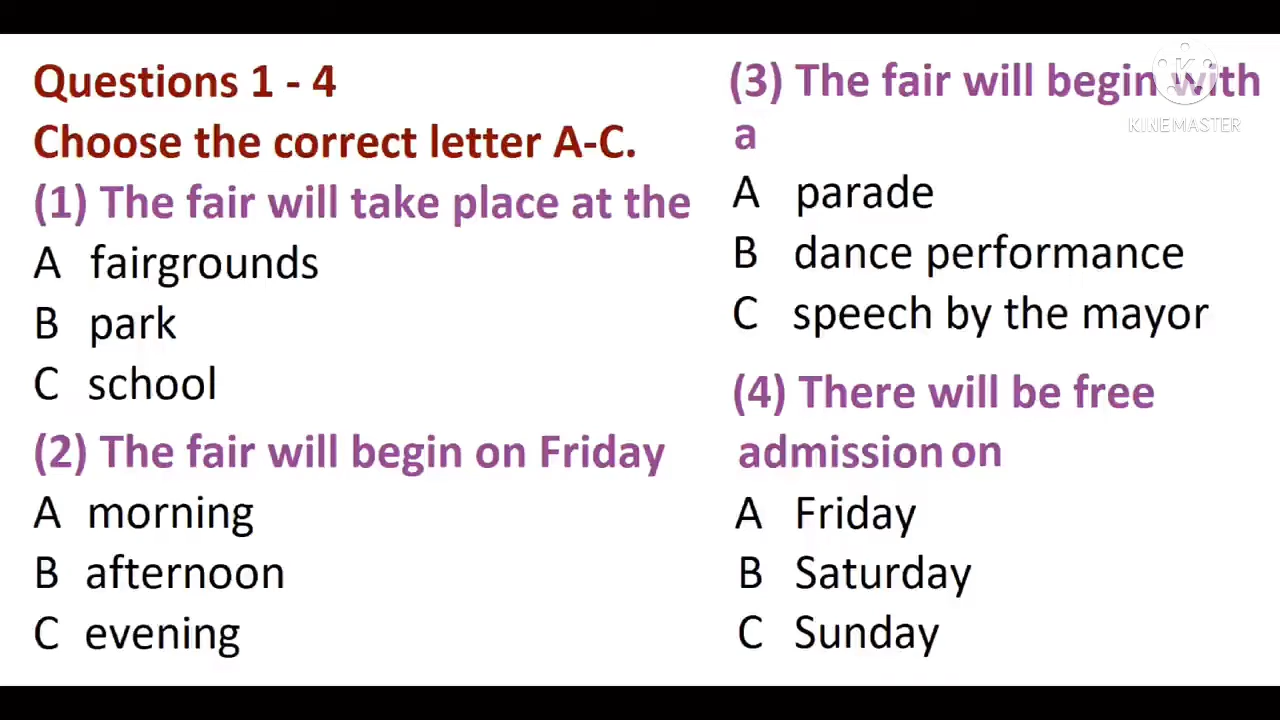 Questions 1 - 4
Choose the correct letter A-C.
(1) The fair will take place at the
A fairgrounds
B park
C school
(2) The fair will begin on Friday
A morning
B afternoon
C evening
(3) The fair will begin with
a
A parade
B dance performance
C speech by the mayor
(4) There will be free
admission on
A Friday
B Saturday
C Sunday
K
KINEMASTER